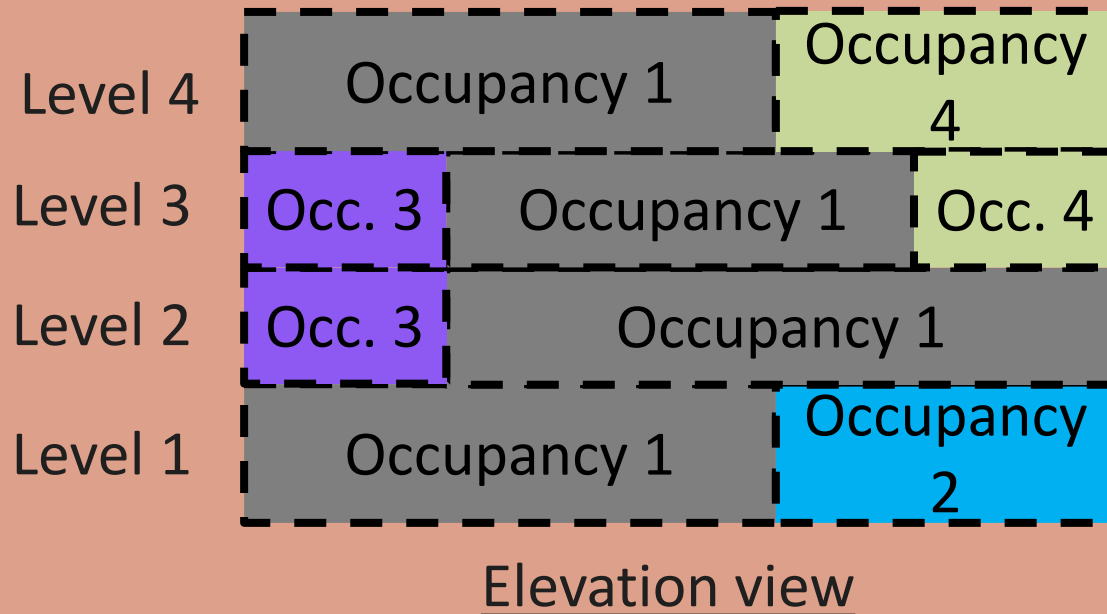 Level 4
Occupancy 1
Occupancy
4
Level 3
Occ. 3
Occupancy 1
Occ. 4
Level 2
Occ. 3
Occupancy 1
Level 1
Occupancy 1
Occupancy
2
Elevation view